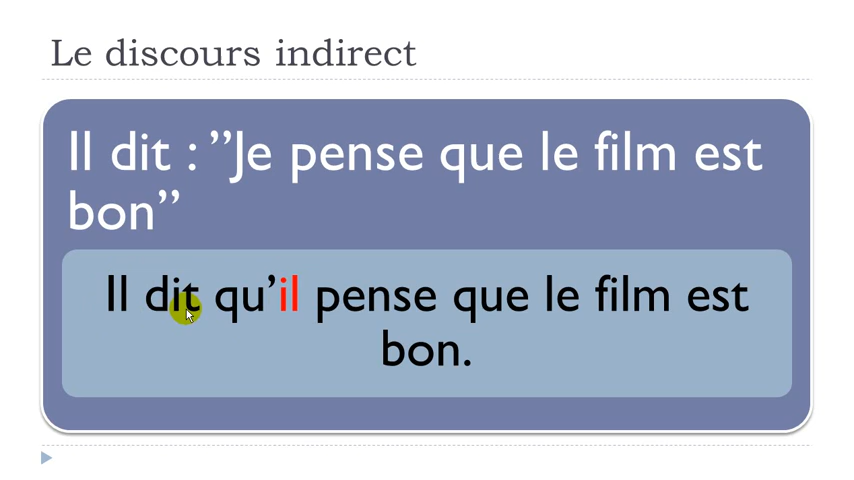 Le discours indirect
Il dit : ”Je pense que le film est
bon”
Il dit qu’il pense que le film est
bon.